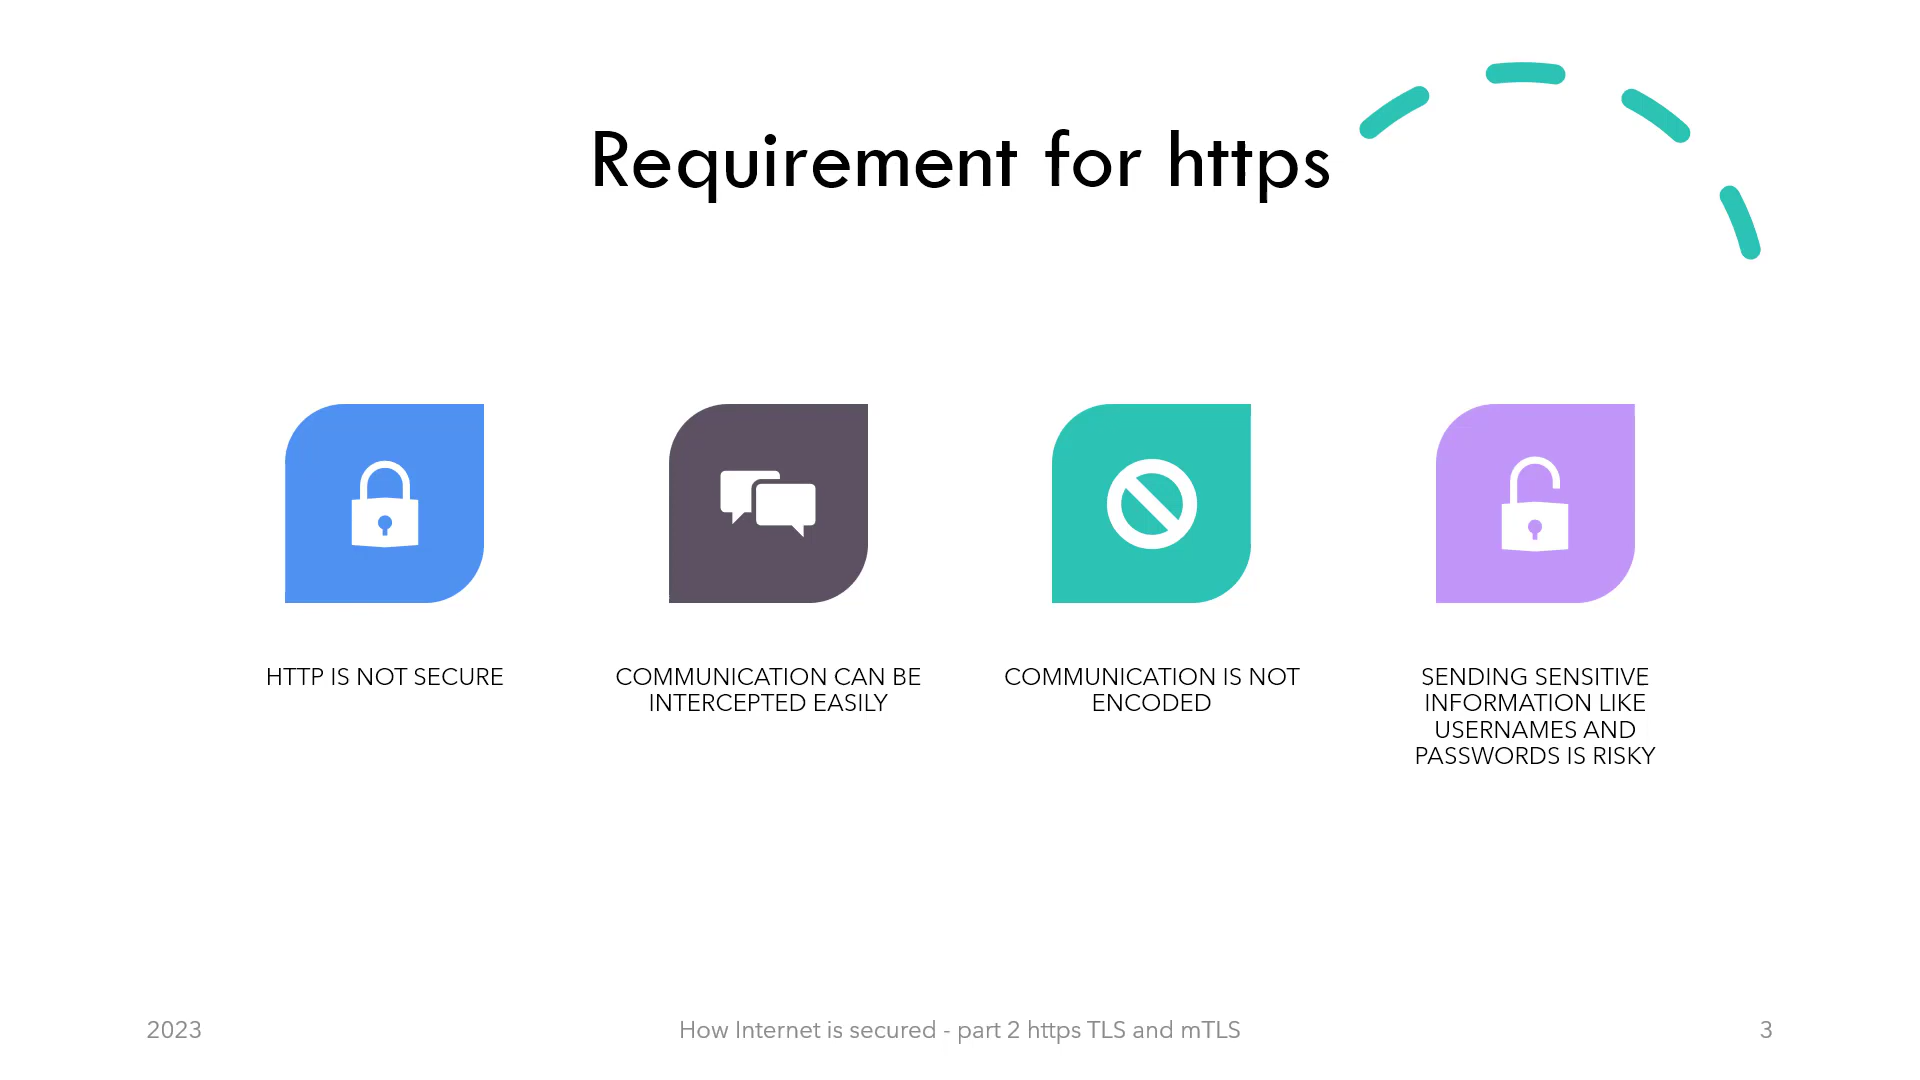 Requirement for https
HTTP IS NOT SECURE
COMMUNICATION CAN BE
INTERCEPTED EASILY
COMMUNICATION IS NOT
ENCODED
SENDING SENSITIVE
INFORMATION LIKE
USERNAMES AND
PASSWORDS IS RISKY
2023
How Internet is secured - part 2 https TLS and mTLS
3